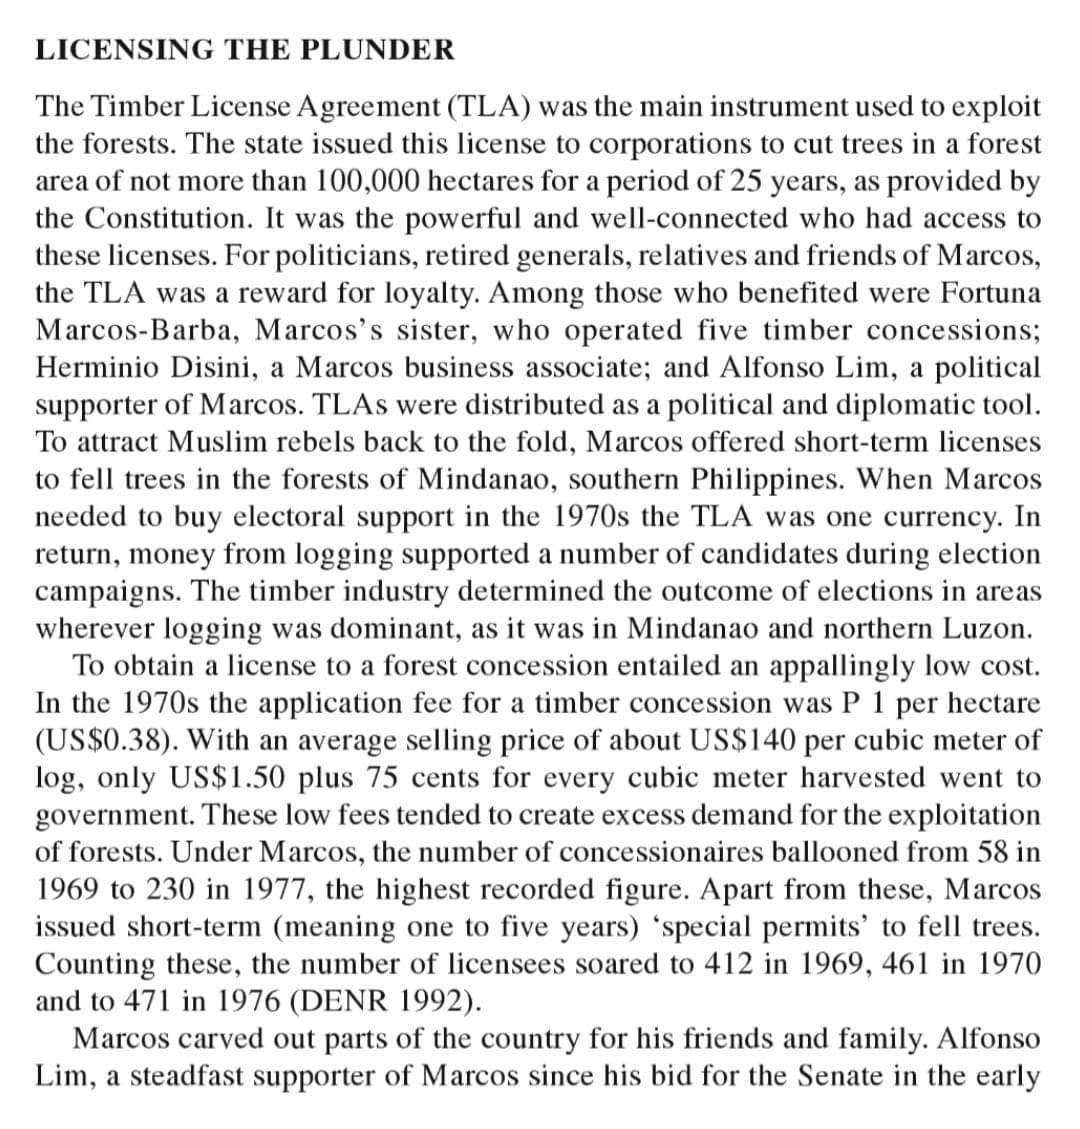 LICENSING THE PLUNDER
The Timber License Agreement (TLA) was the main instrument used to exploit
the forests. The state issued this license to corporations to cut trees in a forest
area of not more than 100,000 hectares for a period of 25 years, as provided by
the Constitution. It was the powerful and well-connected who had access to
these licenses. For politicians, retired generals, relatives and friends of Marcos,
the TLA was a reward for loyalty. Among those who benefited were Fortuna
Marcos-Barba, Marcos’s sister, who operated five timber concessions;
Herminio Disini, a Marcos business associate; and Alfonso Lim, a political
supporter of Marcos. TLAs were distributed as a political and diplomatic tool.
To attract Muslim rebels back to the fold, Marcos offered short-term licenses
to fell trees in the forests of Mindanao, southern Philippines. When Marcos
needed to buy electoral support in the 1970s the TLA was one currency. In
return, money from logging supported a number of candidates during election
campaigns. The timber industry determined the outcome of elections in areas
wherever logging was dominant, as it was in Mindanao and northern Luzon.
To obtain a license to a forest concession entailed an appallingly low cost.
In the 1970s the application fee for a timber concession was P 1 per hectare
(US$0.38). With an average selling price of about US$140 per cubic meter of
log, only US$1.50 plus 75 cents for every cubic meter harvested went to
government. These low fees tended to create excess demand for the exploitation
of forests. Under Marcos, the number of concessionaires ballooned from 58 in
1969 to 230 in 1977, the highest recorded figure. Apart from these, Marcos
issued short-term (meaning one to five years) ‘special permits’ to fell trees.
Counting these, the number of licensees soared to 412 in 1969, 461 in 1970
and to 471 in 1976 (DENR 1992).
Marcos carved out parts of the country for his friends and family. Alfonso
Lim, a steadfast supporter of Marcos since his bid for the Senate in the early